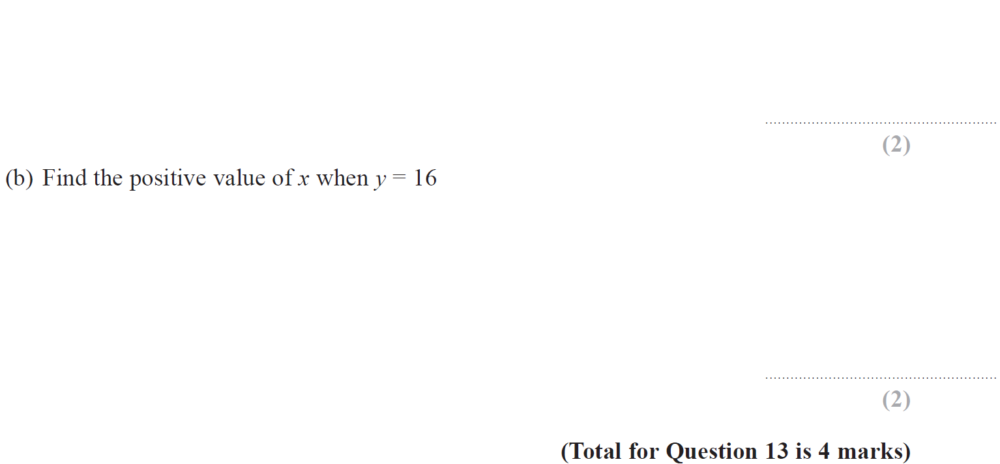 (2)
(b) Find the positive value of x when y = 16
(2)
(Total for Question 13 is 4 marks)